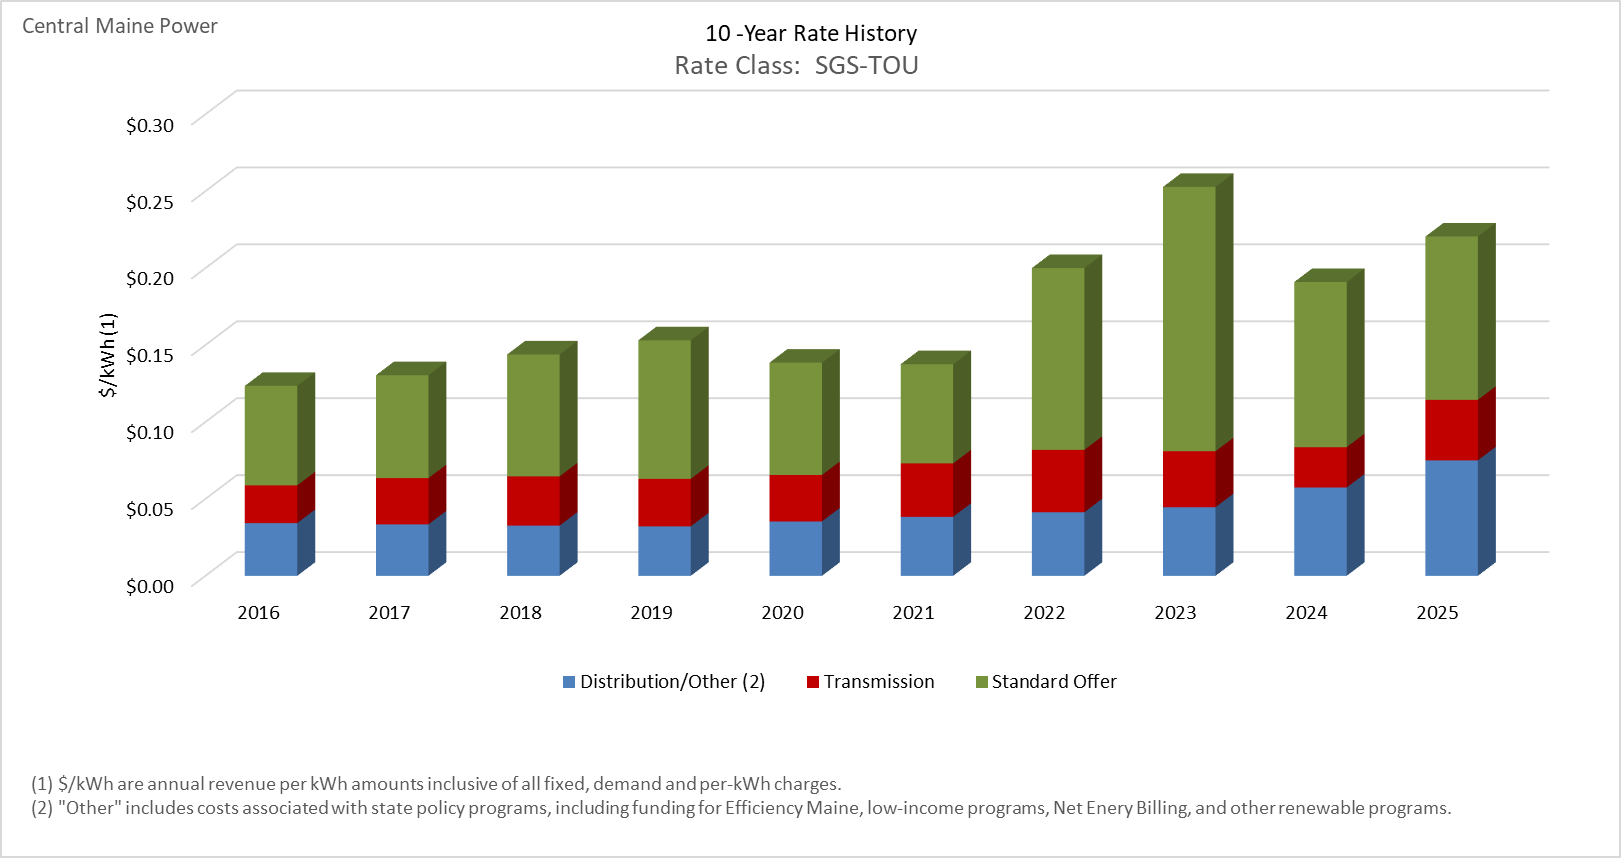 Central Maine Power
10 -Year Rate History
Rate Class:  SGS-TOU
$0.30
$0.25
$0.20
$0.15
$0.10
$0.05
$0.00
$/kWh(1)
2016 2017 2018 2019 2020 2021 2022 2023 2024 2025
Distribution/Other (2) Transmission Standard Offer
(1) $/kWh are annual revenue per kWh amounts inclusive of all fixed, demand and per-kWh charges.
(2) "Other" includes costs associated with state policy programs, including funding for Efficiency Maine, low-income programs, Net Enery Billing, and other renewable programs.